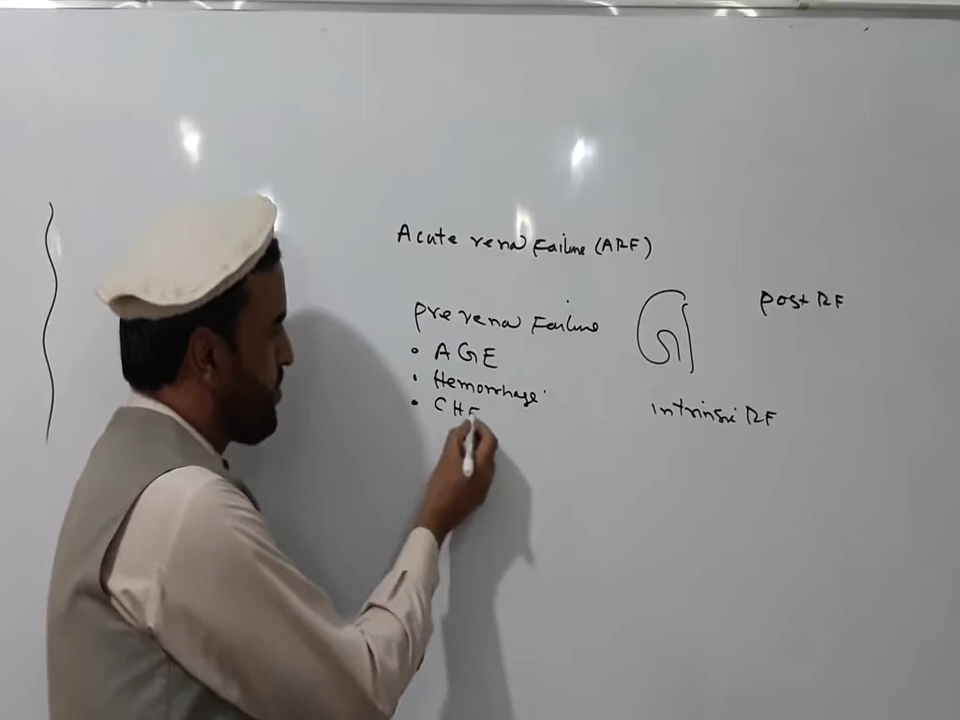 Acute renal Failure (ARF)
pre renal Failure
• AGE
• Hemorrhage
• CHF
post RF
intrinsic RF